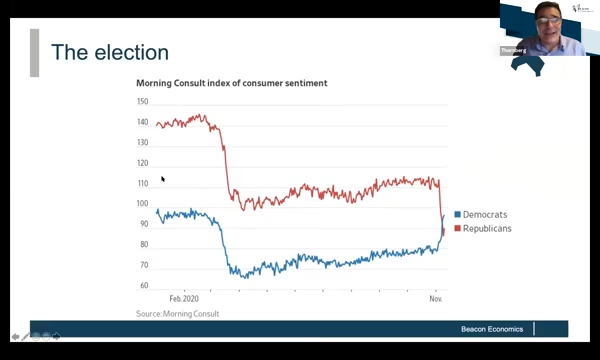 The election
Thornberg
Morning Consult index of consumer sentiment
150
140
130
120
110
100
90
80
70
60
Democrats
Republicans
Feb. 2020
Nov.
Source: Morning Consult
Beacon Economics